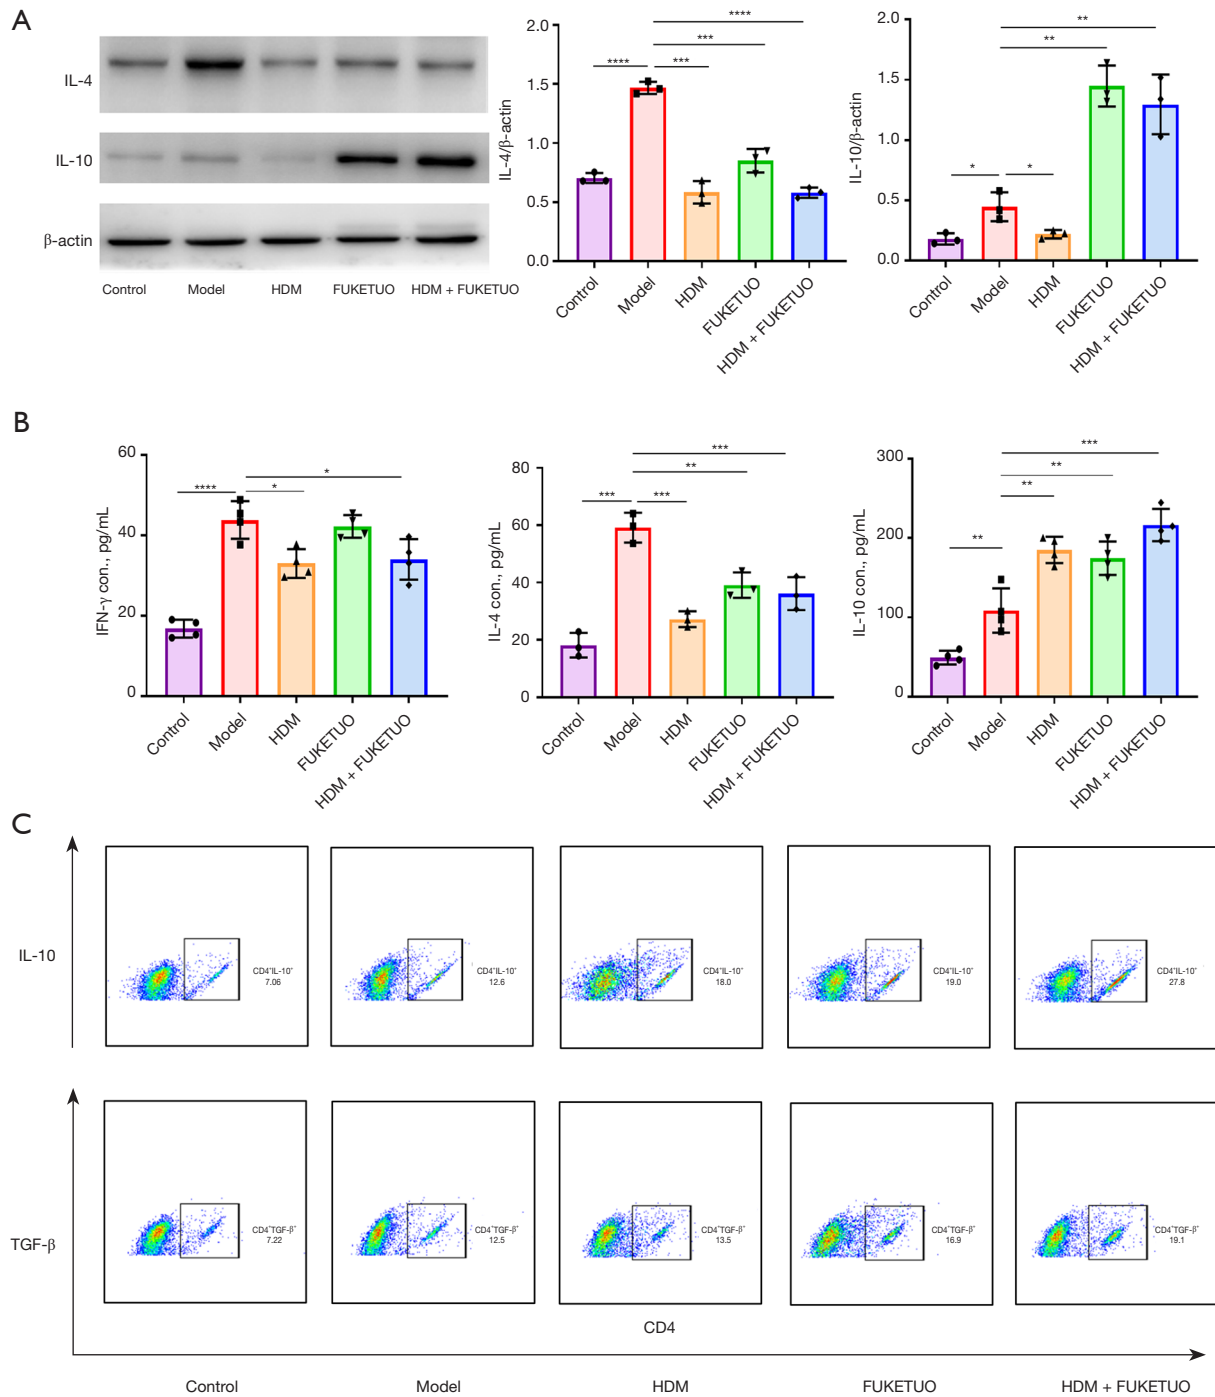 A
IL-4
IL-10
β-actin
Control Model HDM FUKETUO HDM + FUKETUO
IL-4/β-actin
2.0
1.5
1.0
0.5
0.0
****
***
***
****
Control
Model
HDM
FUKETUO
HDM + FUKETUO
IL-10/β-actin
2.0
1.5
1.0
0.5
0.0
**
**
*
*
Control
Model
HDM
FUKETUO
HDM + FUKETUO
B
IFN-γ con., pg/mL
60
40
20
0
*
****
*
Control
Model
HDM
FUKETUO
HDM + FUKETUO
IL-4 con., pg/mL
80
60
40
20
0
***
**
***
***
Control
Model
HDM
FUKETUO
HDM + FUKETUO
IL-10 con., pg/mL
300
200
100
0
***
**
**
**
Control
Model
HDM
FUKETUO
HDM + FUKETUO
C
IL-10
CD4⁺IL-10⁺
7.06
CD4⁺IL-10⁺
12.6
CD4⁺IL-10⁺
18.0
CD4⁺IL-10⁺
19.0
CD4⁺IL-10⁺
27.8
TGF-β
CD4⁺TGF-β⁺
7.22
CD4⁺TGF-β⁺
12.5
CD4⁺TGF-β⁺
13.5
CD4⁺TGF-β⁺
16.9
CD4⁺TGF-β⁺
19.1
CD4
Control Model HDM FUKETUO HDM + FUKETUO